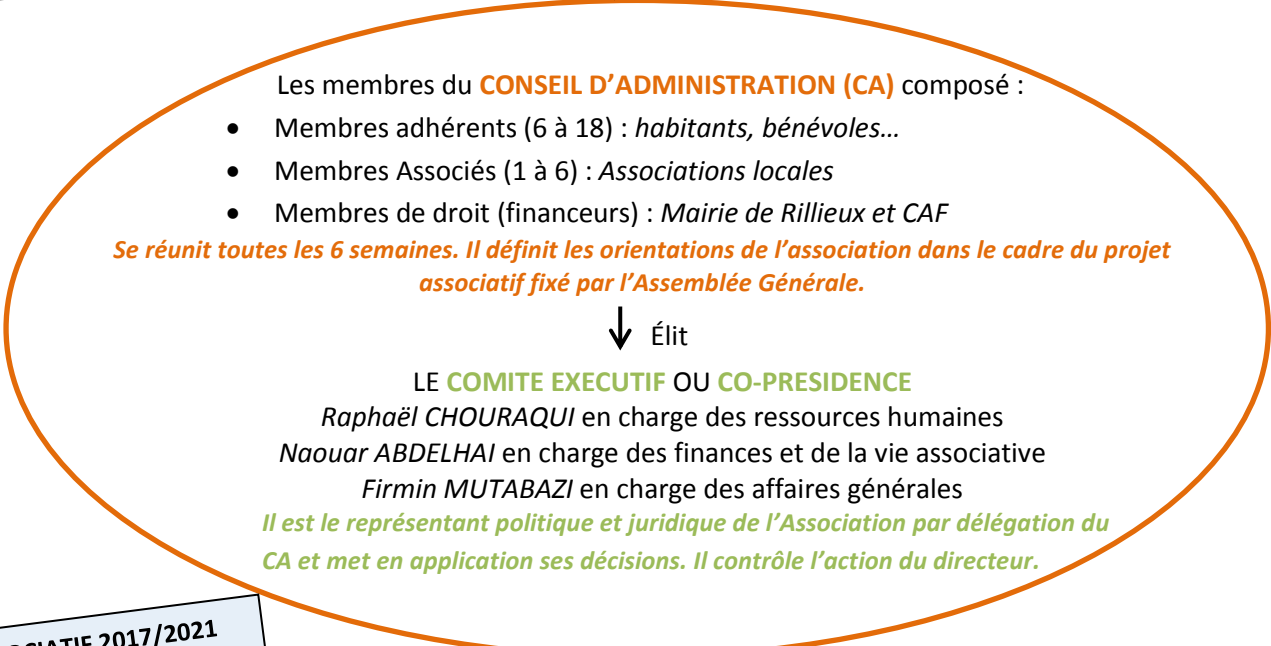 Les membres du CONSEIL D’ADMINISTRATION (CA) composé :
• Membres adhérents (6 à 18) : habitants, bénévoles…
• Membres Associés (1 à 6) : Associations locales
• Membres de droit (financeurs) : Mairie de Rillieux et CAF
Se réunit toutes les 6 semaines. Il définit les orientations de l’association dans le cadre du projet
associatif fixé par l’Assemblée Générale.
Élit
LE COMITE EXECUTIF OU CO-PRESIDENCE
Raphaël CHOURAQUI en charge des ressources humaines
Naouar ABDELHAI en charge des finances et de la vie associative
Firmin MUTABAZI en charge des affaires générales
Il est le représentant politique et juridique de l’Association par délégation du
CA et met en application ses décisions. Il contrôle l’action du directeur.
2017/2021